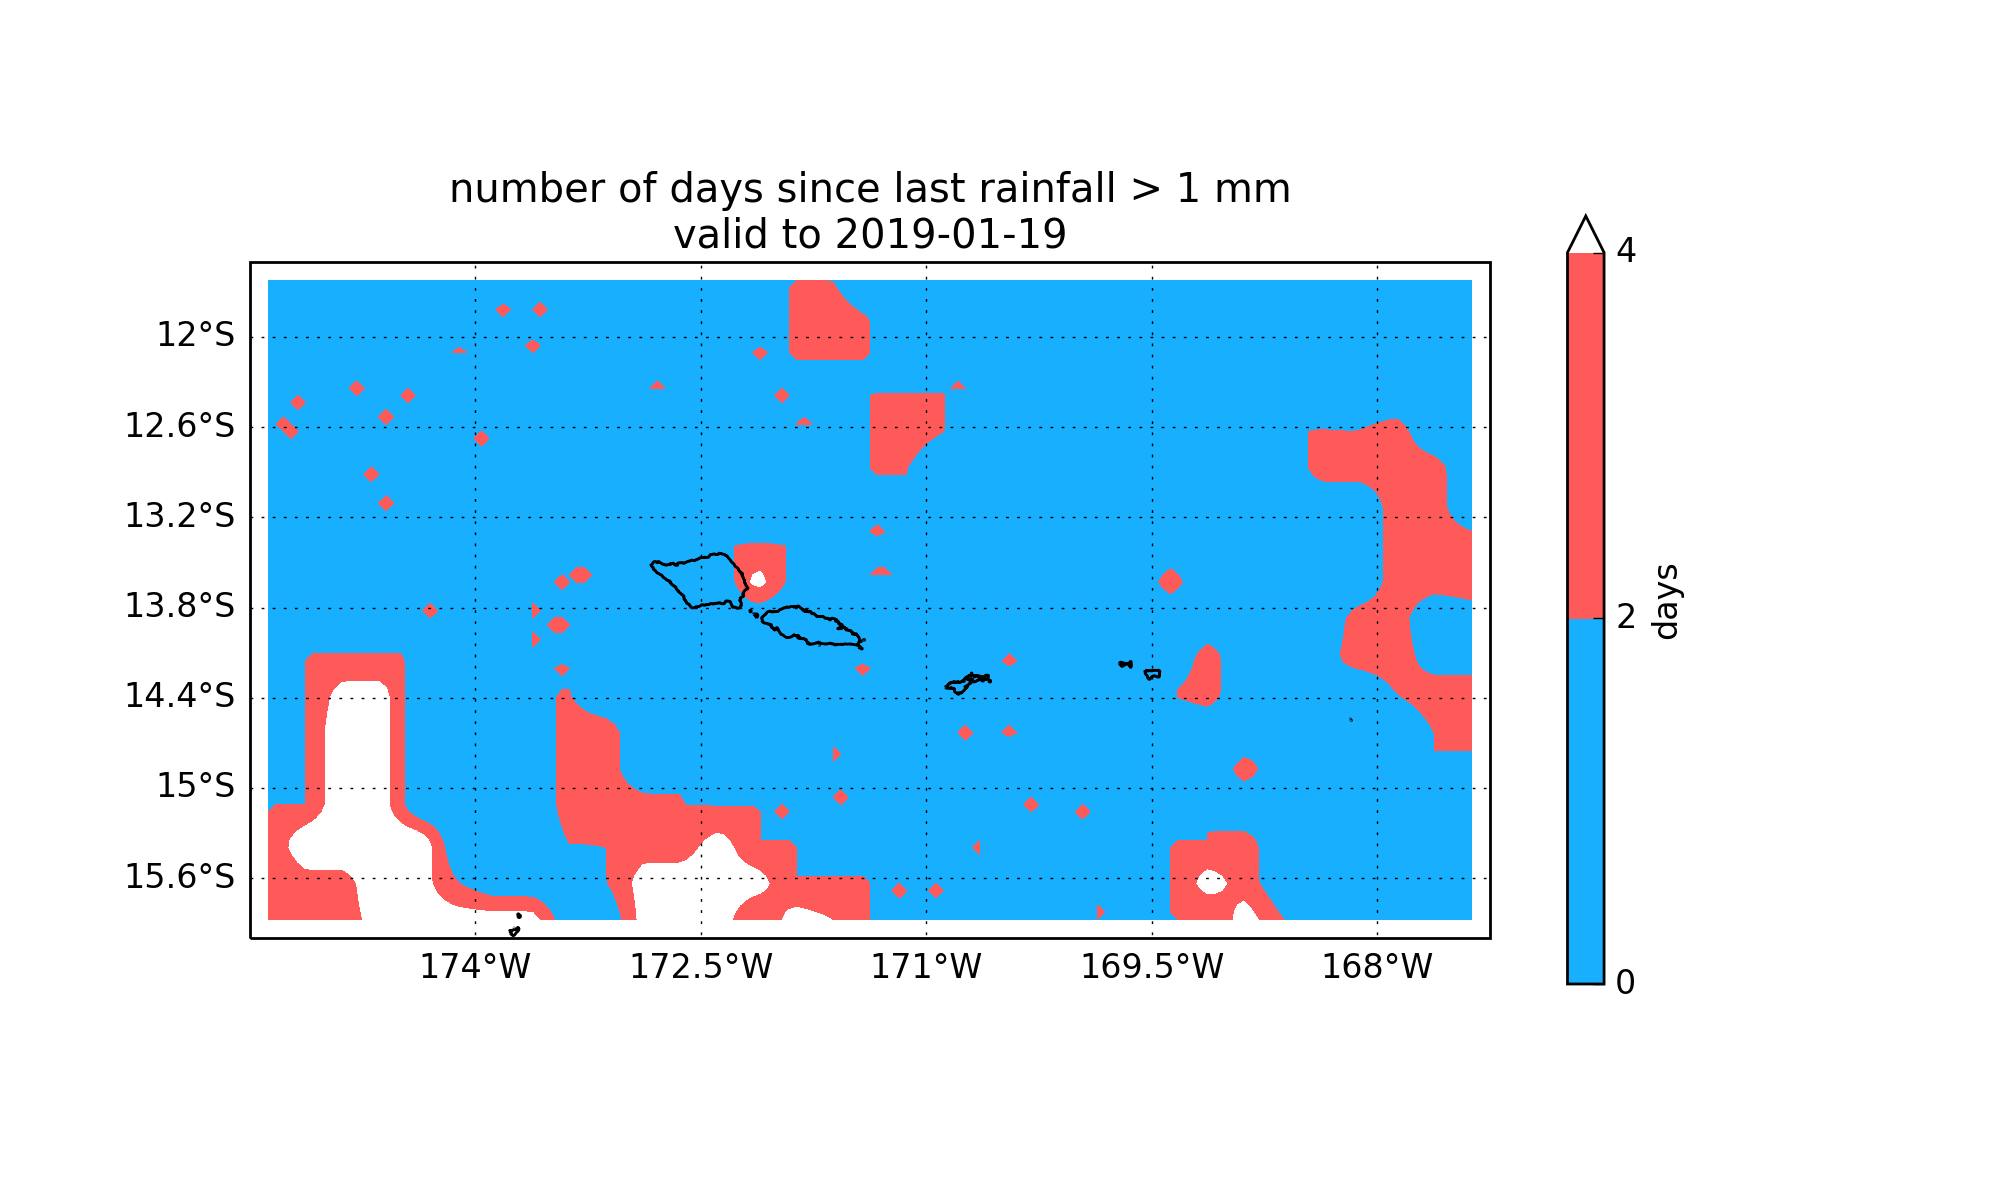 number of days since last rainfall > 1 mm
valid to 2019-01-19
12°S
12.6°S
13.2°S
13.8°S
14.4°S
15°S
15.6°S
174°W
172.5°W
171°W
169.5°W
168°W
4
2
0
days